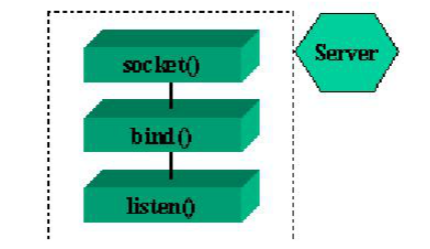 socket()
Server
bind()
listen()